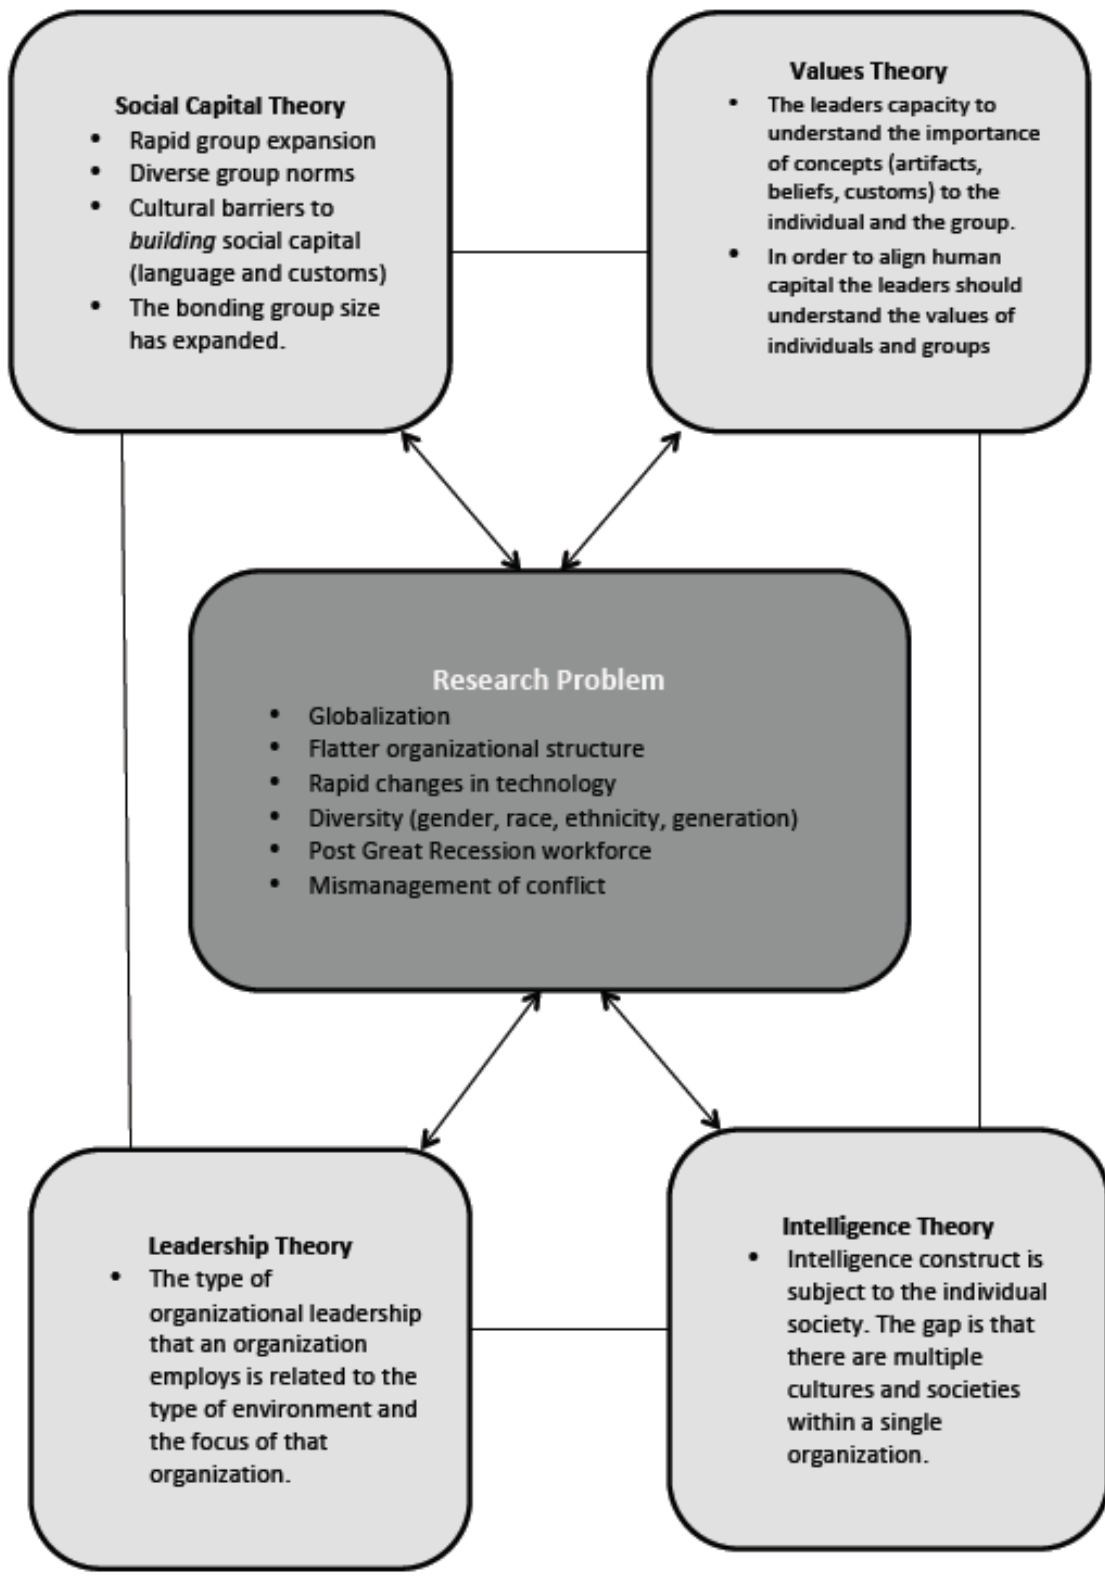 Social Capital Theory
• Rapid group expansion
• Diverse group norms
• Cultural barriers to
building social capital
(language and customs)
• The bonding group size
has expanded.
Values Theory
• The leaders capacity to
understand the importance
of concepts (artifacts,
beliefs, customs) to the
individual and the group.
• In order to align human
capital the leaders should
understand the values of
individuals and groups
Research Problem
• Globalization
• Flatter organizational structure
• Rapid changes in technology
• Diversity (gender, race, ethnicity, generation)
• Post Great Recession workforce
• Mismanagement of conflict
Leadership Theory
• The type of
organizational leadership
that an organization
employs is related to the
type of environment and
the focus of that
organization.
Intelligence Theory
• Intelligence construct is
subject to the individual
society. The gap is that
there are multiple
cultures and societies
within a single
organization.